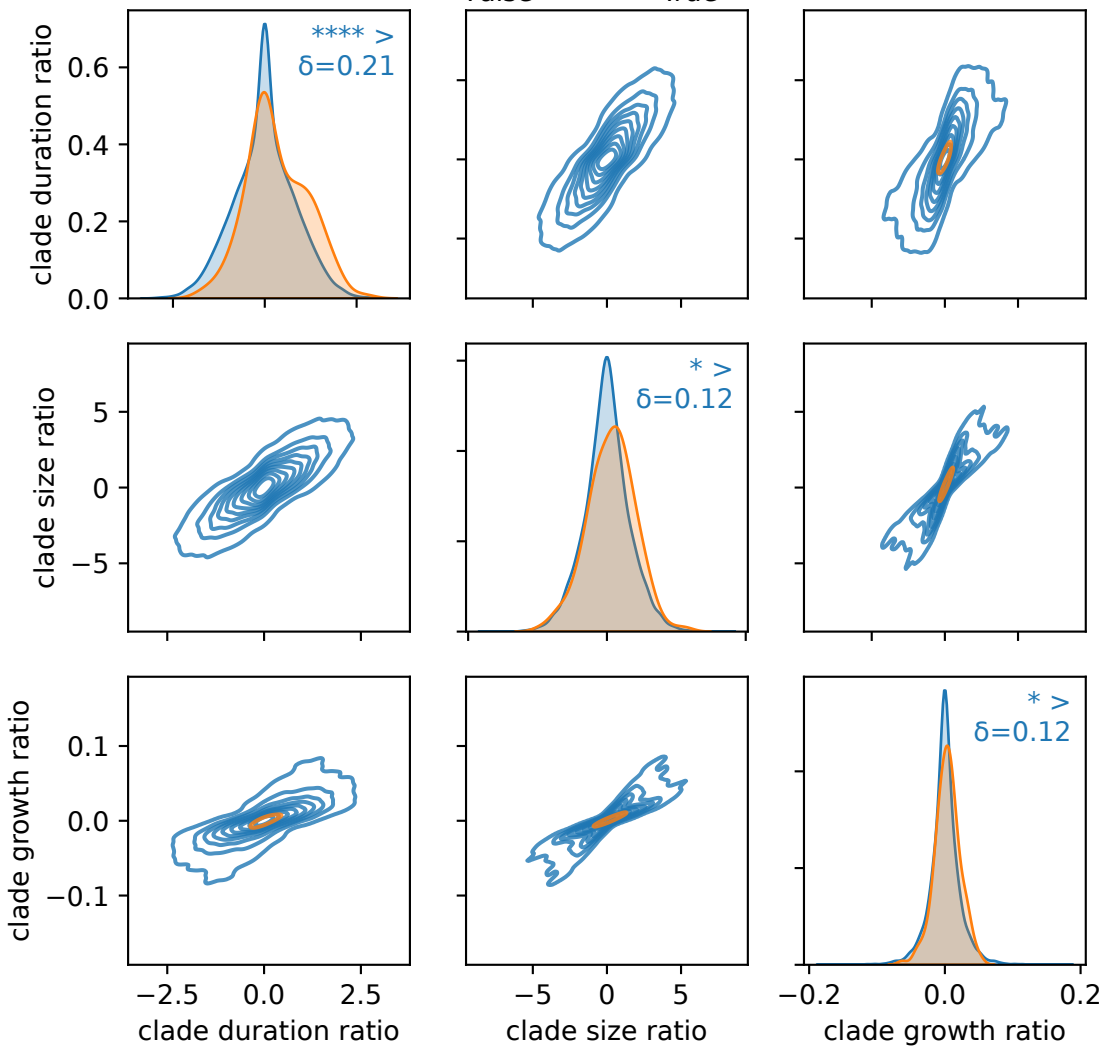 clade duration ratio
0.6
0.4
0.2
0.0
**** >
δ=0.21
clade size ratio
5
0
−5
* >
δ=0.12
clade growth ratio
0.1
0.0
−0.1
* >
δ=0.12
−2.5 0.0 2.5
−5 0 5
−0.2 0.0 0.2
clade duration ratio
clade size ratio
clade growth ratio